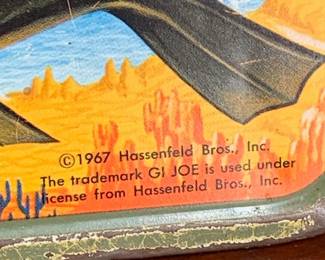 ©1967 Hassenfeld Bros., Inc.
The trademark GI JOE is used under
license from Hassenfeld Bros., Inc.